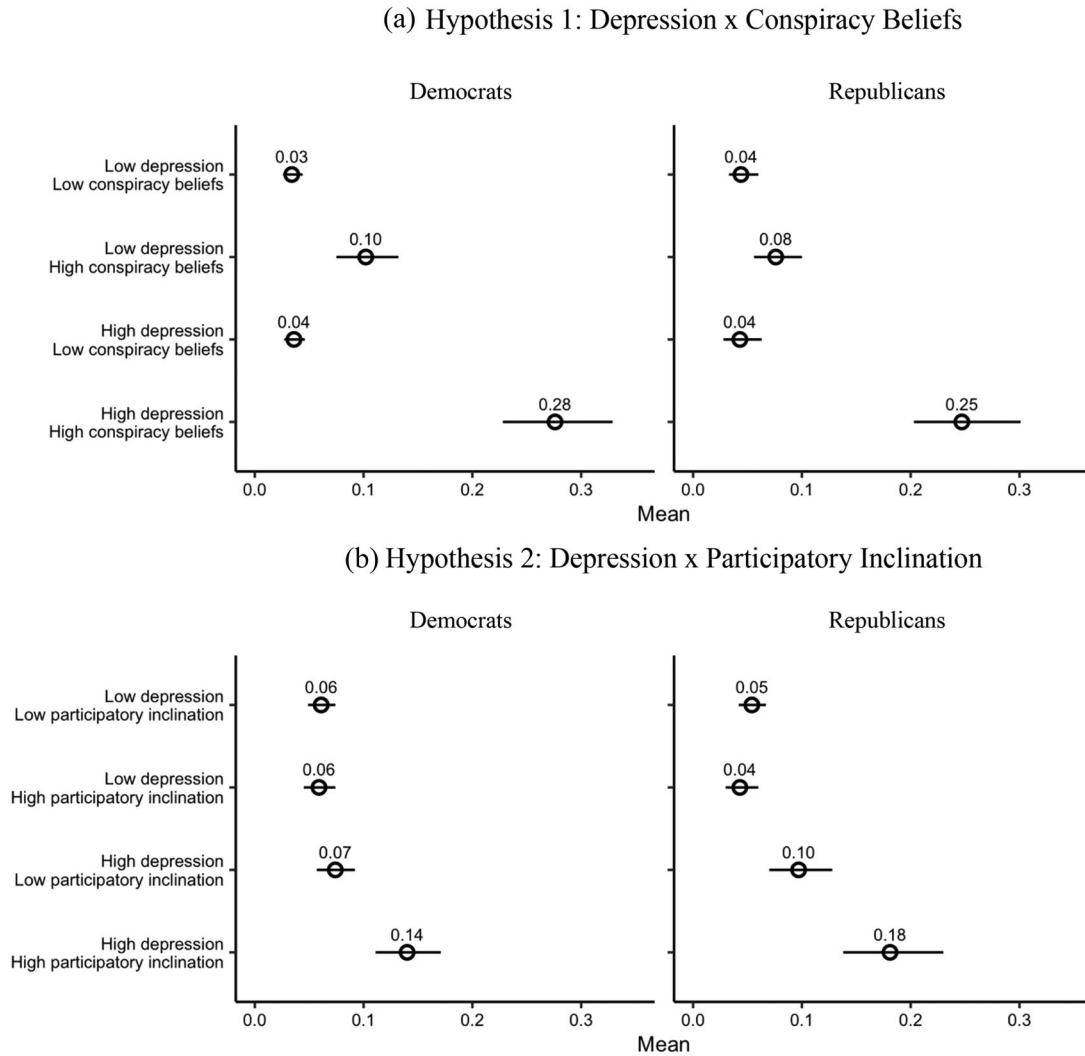 (a) Hypothesis 1: Depression x Conspiracy Beliefs
Democrats
Republicans
Low depression
Low conspiracy beliefs
0.03
0.04
Low depression
High conspiracy beliefs
0.10
0.08
High depression
Low conspiracy beliefs
0.04
0.04
High depression
High conspiracy beliefs
0.28
0.25
0.0 0.1 0.2 0.3
0.0 0.1 0.2 0.3
Mean
(b) Hypothesis 2: Depression x Participatory Inclination
Democrats
Republicans
Low depression
Low participatory inclination
0.06
0.05
Low depression
High participatory inclination
0.06
0.04
High depression
Low participatory inclination
0.07
0.10
High depression
High participatory inclination
0.14
0.18
0.0 0.1 0.2 0.3
0.0 0.1 0.2 0.3
Mean